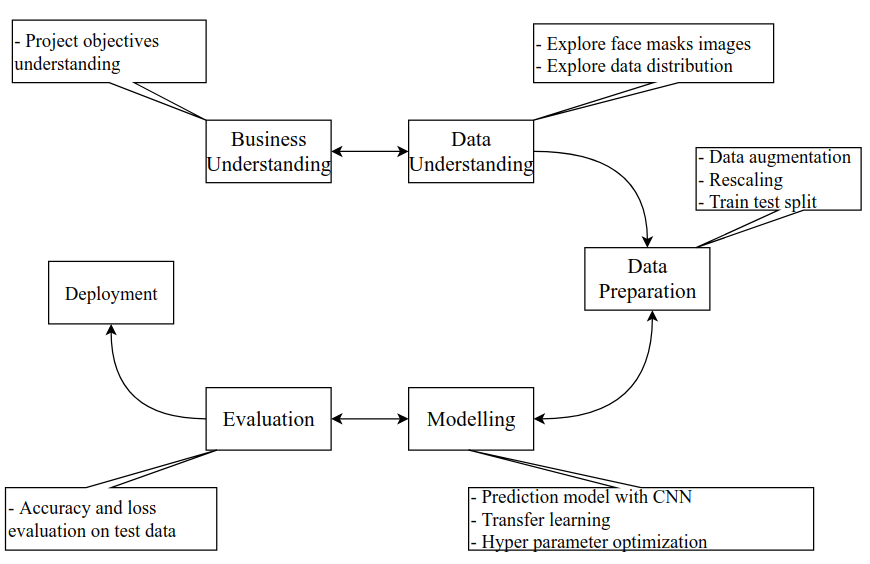 - Project objectives
understanding
- Explore face masks images
- Explore data distribution
Business
Understanding
Data
Understanding
- Data augmentation
- Rescaling
- Train test split
Data
Preparation
Deployment
Evaluation
Modelling
- Accuracy and loss
evaluation on test data
- Prediction model with CNN
- Transfer learning
- Hyper parameter optimization